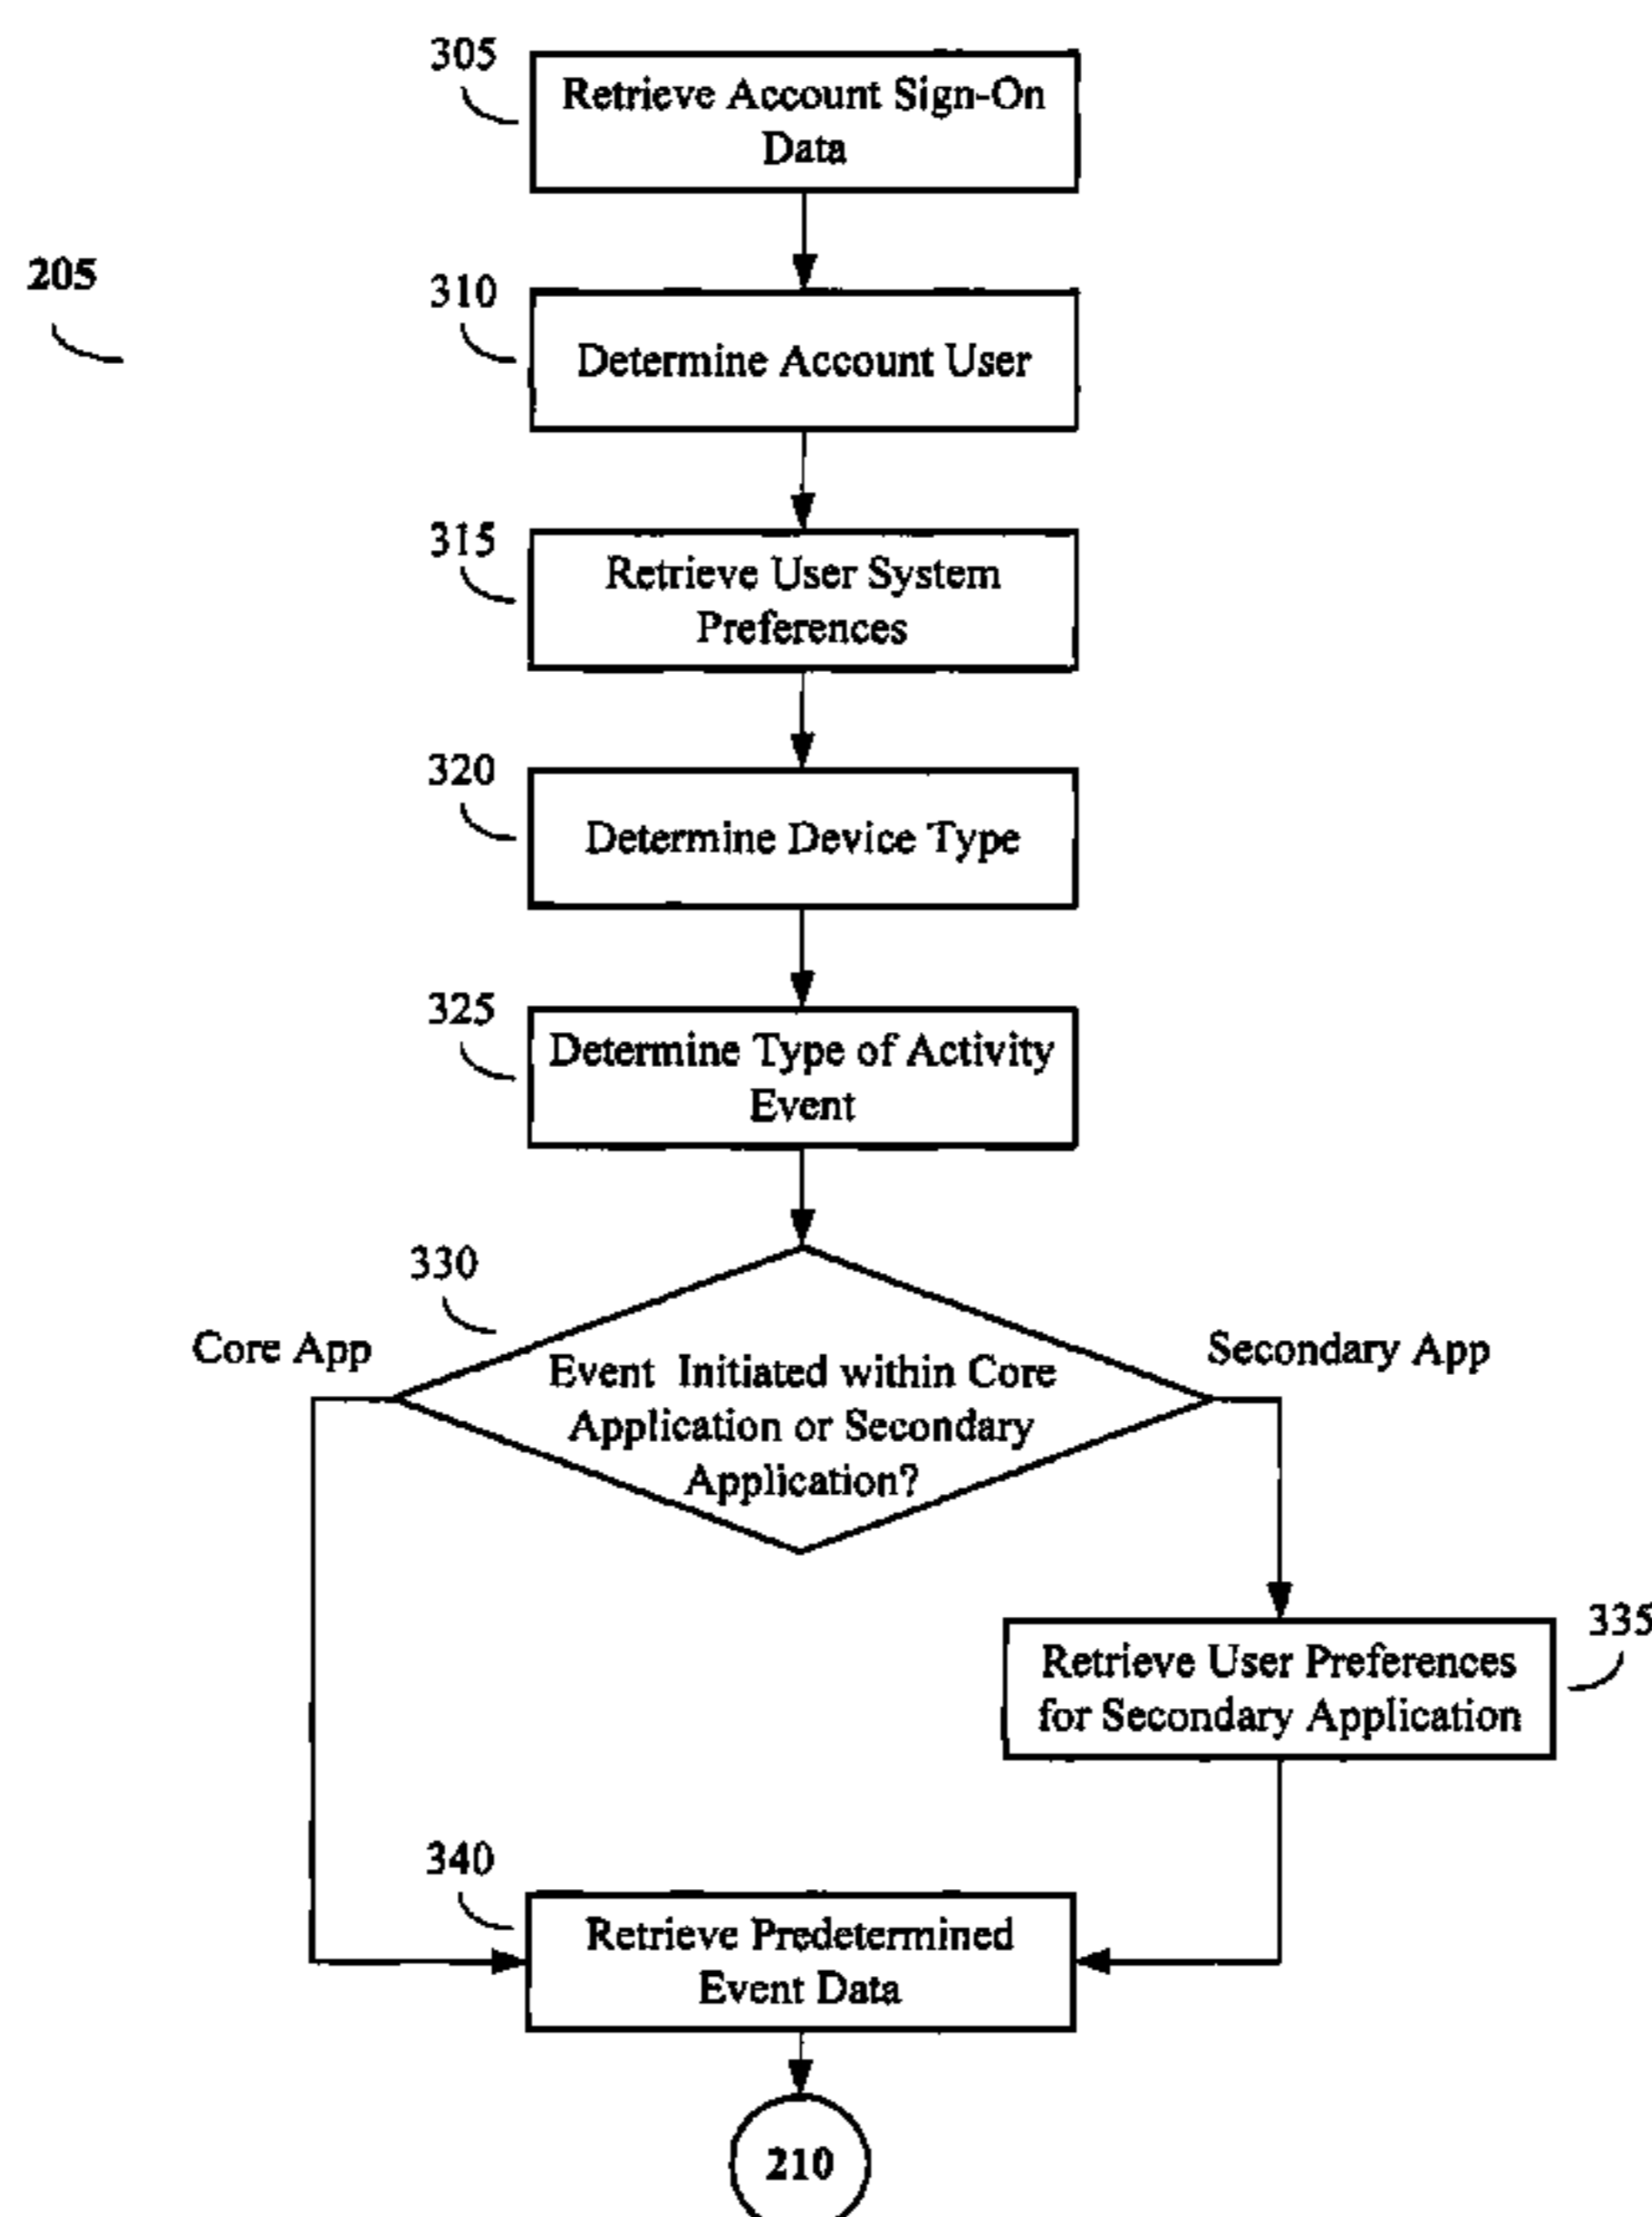 305
Retrieve Account Sign-On
Data
205
310
Determine Account User
315
Retrieve User System
Preferences
320
Determine Device Type
325
Determine Type of Activity
Event
330
Core App
Secondary App
Event Initiated within Core
Application or Secondary
Application?
335
Retrieve User Preferences
for Secondary Application
340
Retrieve Predetermined
Event Data
210